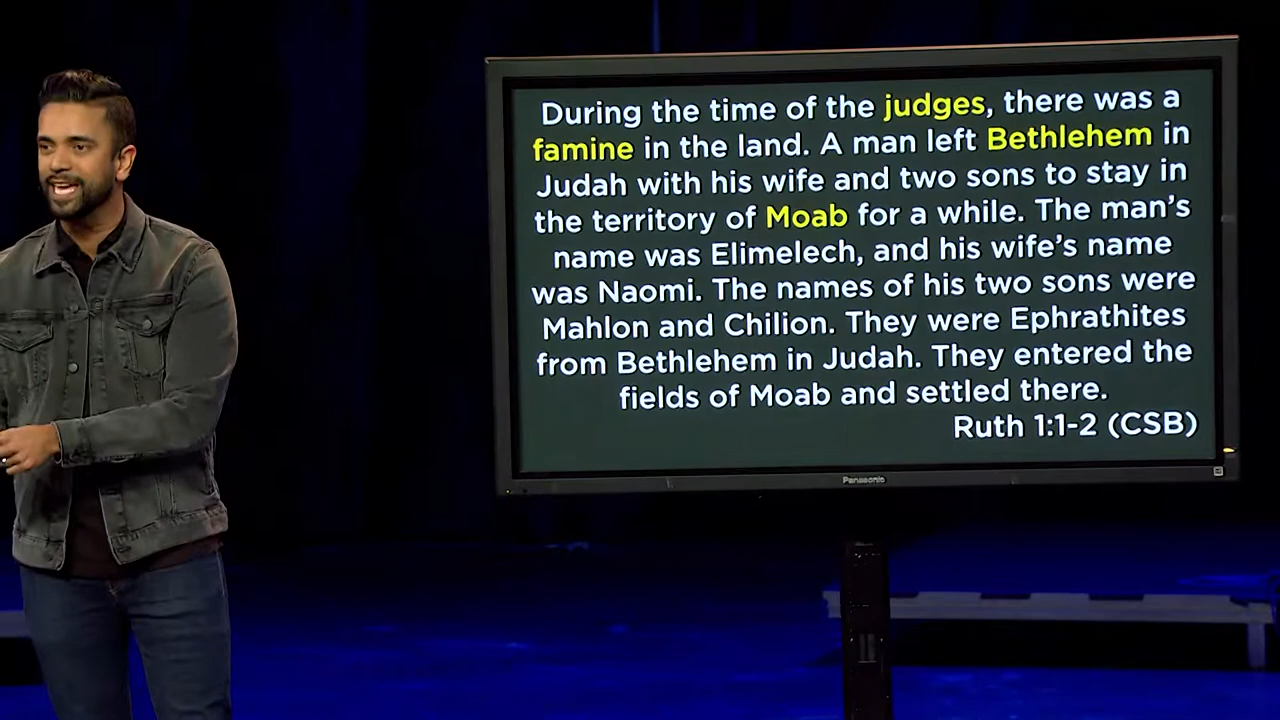 During the time of the judges, there was a
famine in the land. A man left Bethlehem in
Judah with his wife and two sons to stay in
the territory of Moab for a while. The man’s
name was Elimelech, and his wife’s name
was Naomi. The names of his two sons were
Mahlon and Chilion. They were Ephrathites
from Bethlehem in Judah. They entered the
fields of Moab and settled there.
Ruth 1:1-2 (CSB)
Panasonic